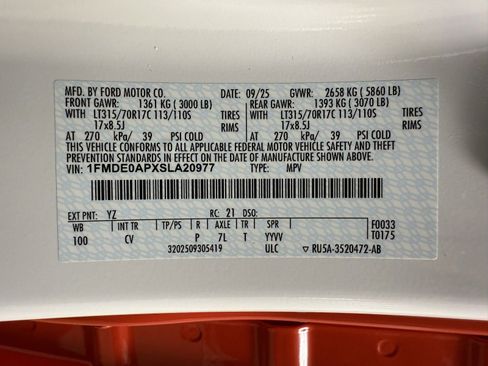 MFD. BY FORD MOTOR CO. DATE: 09/25 GVWR: 2658 KG ( 5860 LB)
FRONT GAWR: 1361 KG ( 3000 LB) REAR GAWR: 1393 KG ( 3070 LB)
WITH LT315/70R17C 113/110S TIRES WITH LT315/70R17C 113/110S TIRES
17x8.5J RIMS 17x8.5J RIMS
AT 270 kPa/ 39 PSI COLD AT 270 kPa/ 39 PSI COLD
THIS VEHICLE CONFORMS TO ALL APPLICABLE FEDERAL MOTOR VEHICLE SAFETY AND THEFT
PREVENTION STANDARDS IN EFFECT ON THE DATE OF MANUFACTURE SHOWN ABOVE.
VIN: 1FMDE0APXSLA20977 TYPE: MPV
EXT PNT: YZ RC: 21 DSO:
WB INT TR TP/PS R AXLE TR SPR F0033
100 CV P 7L T YYVV T0175
3202509305419 ULC ▽ RU5A-3520472-AB